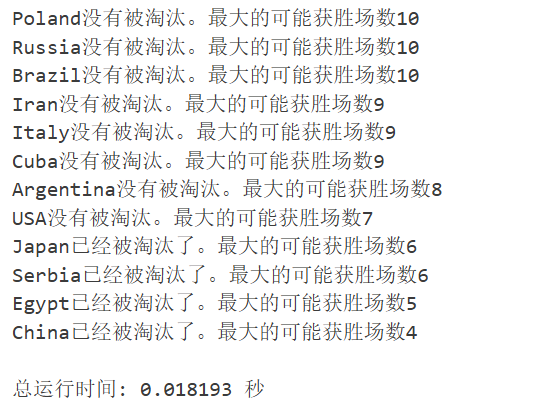 Poland没有被淘汰。最大的可能获胜场数10
Russia没有被淘汰。最大的可能获胜场数10
Brazil没有被淘汰。最大的可能获胜场数10
Iran没有被淘汰。最大的可能获胜场数9
Italy没有被淘汰。最大的可能获胜场数9
Cuba没有被淘汰。最大的可能获胜场数9
Argentina没有被淘汰。最大的可能获胜场数8
USA没有被淘汰。最大的可能获胜场数7
Japan已经被淘汰了。最大的可能获胜场数6
Serbia已经被淘汰了。最大的可能获胜场数6
Egypt已经被淘汰了。最大的可能获胜场数5
China已经被淘汰了。最大的可能获胜场数4
总运行时间: 0.018193 秒